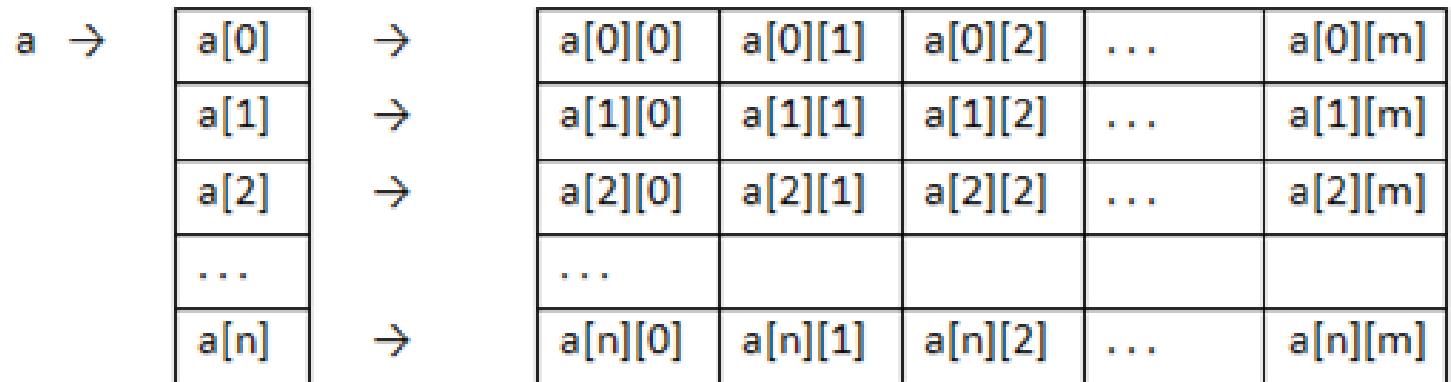 a → a[0] → a[0][0] a[0][1] a[0][2] ... a[0][m]
a[1] → a[1][0] a[1][1] a[1][2] ... a[1][m]
a[2] → a[2][0] a[2][1] a[2][2] ... a[2][m]
... ...
a[n] → a[n][0] a[n][1] a[n][2] ... a[n][m]